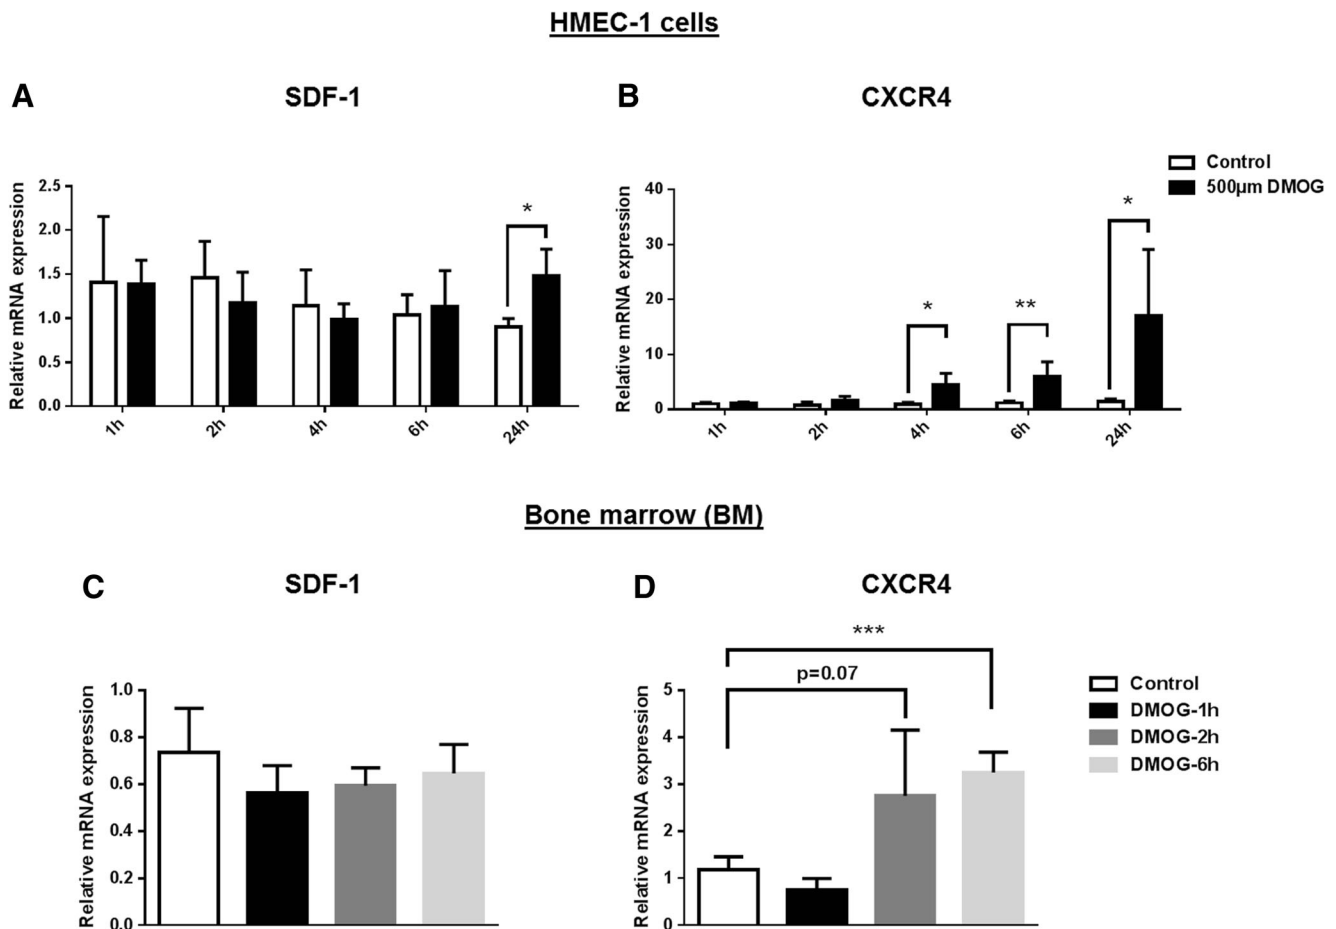 HMEC-1 cells
A
SDF-1
Relative mRNA expression
2.5
2.0
1.5
1.0
0.5
0.0
*
1h
2h
4h
6h
24h
B
CXCR4
Control
500µm DMOG
Relative mRNA expression
40
30
20
10
0
*
**
*
1h
2h
4h
6h
24h
Bone marrow (BM)
C
SDF-1
Relative mRNA expression
1.0
0.8
0.6
0.4
0.2
0.0
D
CXCR4
***
p=0.07
Relative mRNA expression
5
4
3
2
1
0
Control
DMOG-1h
DMOG-2h
DMOG-6h